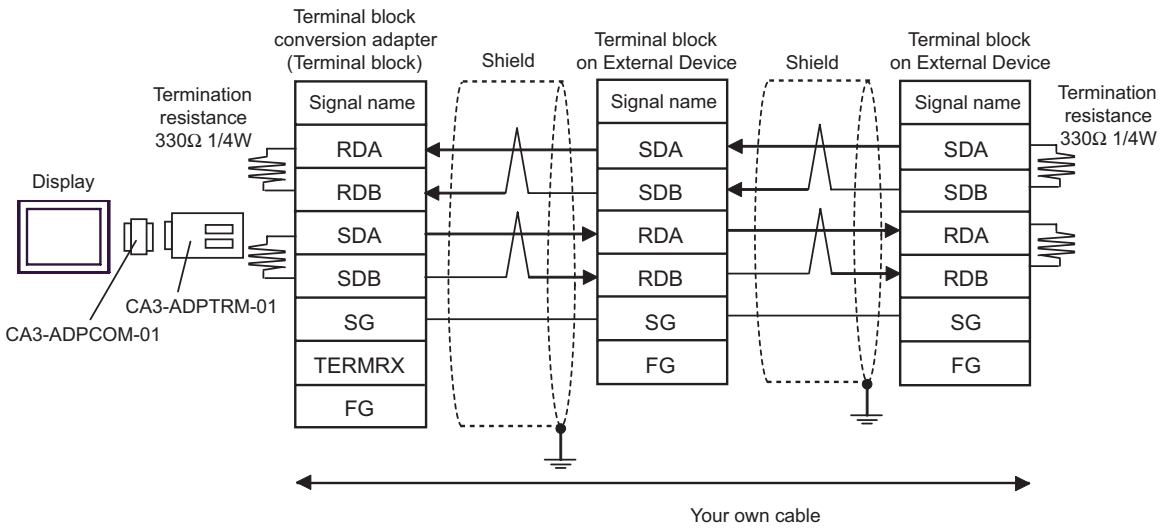 Terminal block
conversion adapter
(Terminal block)
Shield
Terminal block
on External Device
Shield
Terminal block
on External Device
Termination
resistance
330Ω 1/4W
Signal name
RDA
RDB
SDA
SDB
SG
TERMRX
FG
Signal name
SDA
SDB
RDA
RDB
SG
FG
Signal name
SDA
SDB
RDA
RDB
SG
FG
Termination
resistance
330Ω 1/4W
Display
CA3-ADPTRM-01
CA3-ADPCOM-01
Your own cable